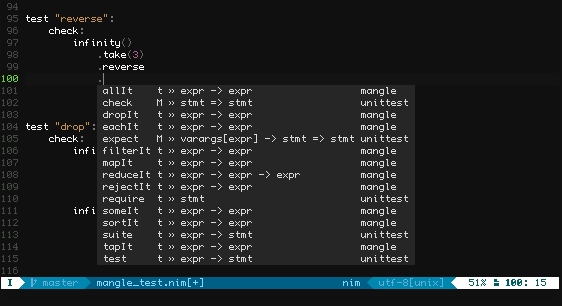 94
95 test "reverse":
96 check:
97 infinity()
98 .take(3)
99 .reverse
100 .
101 allIt t » expr -> expr mangle
102 check M » stmt => stmt unittest
103 dropIt t » expr -> expr mangle
104 test "drop": eachIt t » expr -> expr mangle
105 check: expect M » varargs[expr] -> stmt => stmt unittest
106 infi filterIt t » expr -> expr mangle
107 mapIt t » expr -> expr mangle
108 reduceIt t » expr -> expr -> expr mangle
109 rejectIt t » expr -> expr mangle
110 require t » stmt unittest
111 infi someIt t » expr -> expr mangle
112 sortIt t » expr -> expr mangle
113 suite t » expr -> stmt unittest
114 tapIt t » expr -> expr mangle
115 test t » expr -> stmt unittest
116
I master mangle_test.nim[+] nim utf-8[unix] 51% 100: 15